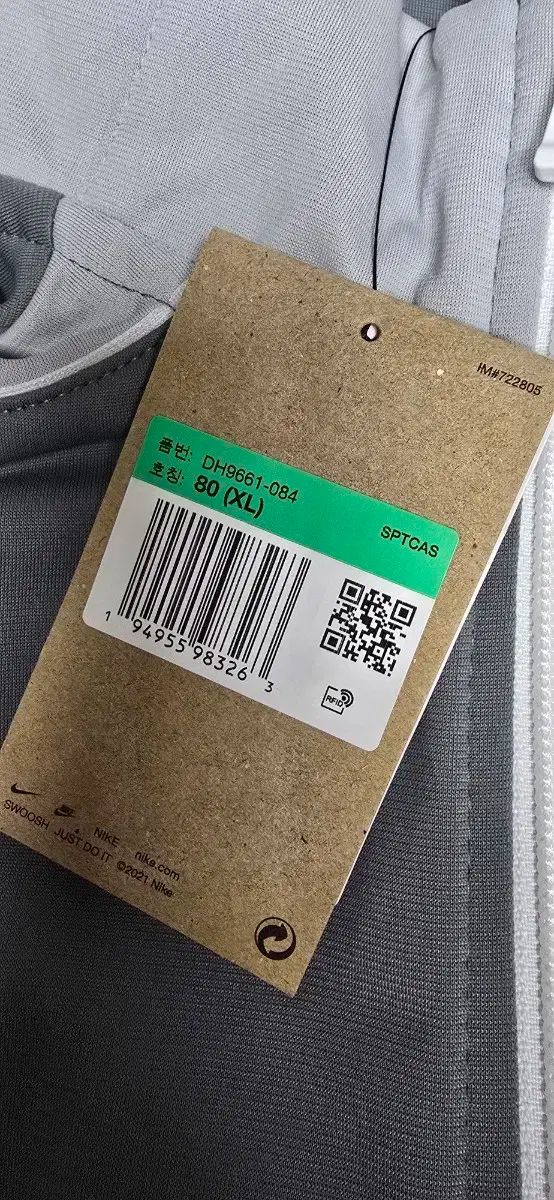 IM#722805
품번: DH9661-084
호칭: 80 (XL)
SPTCAS
1 94955 98326 3
RFID
NIKE nike.com
SWOOSH JUST DO IT ©2021 Nike